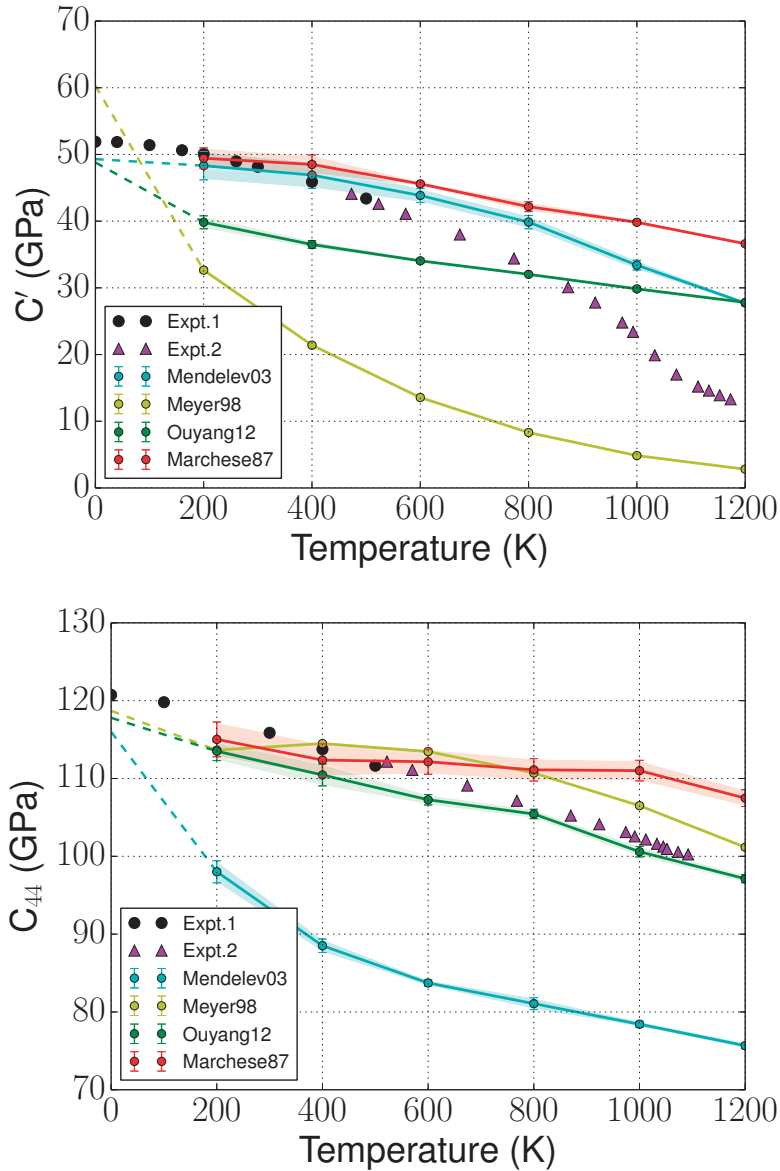 70
60
50
40
30
20
10
0
C′ (GPa)
Expt.1
Expt.2
Mendelev03
Meyer98
Ouyang12
Marchese87
0 200 400 600 800 1000 1200
Temperature (K)
130
120
110
100
90
80
70
C44 (GPa)
Expt.1
Expt.2
Mendelev03
Meyer98
Ouyang12
Marchese87
0 200 400 600 800 1000 1200
Temperature (K)